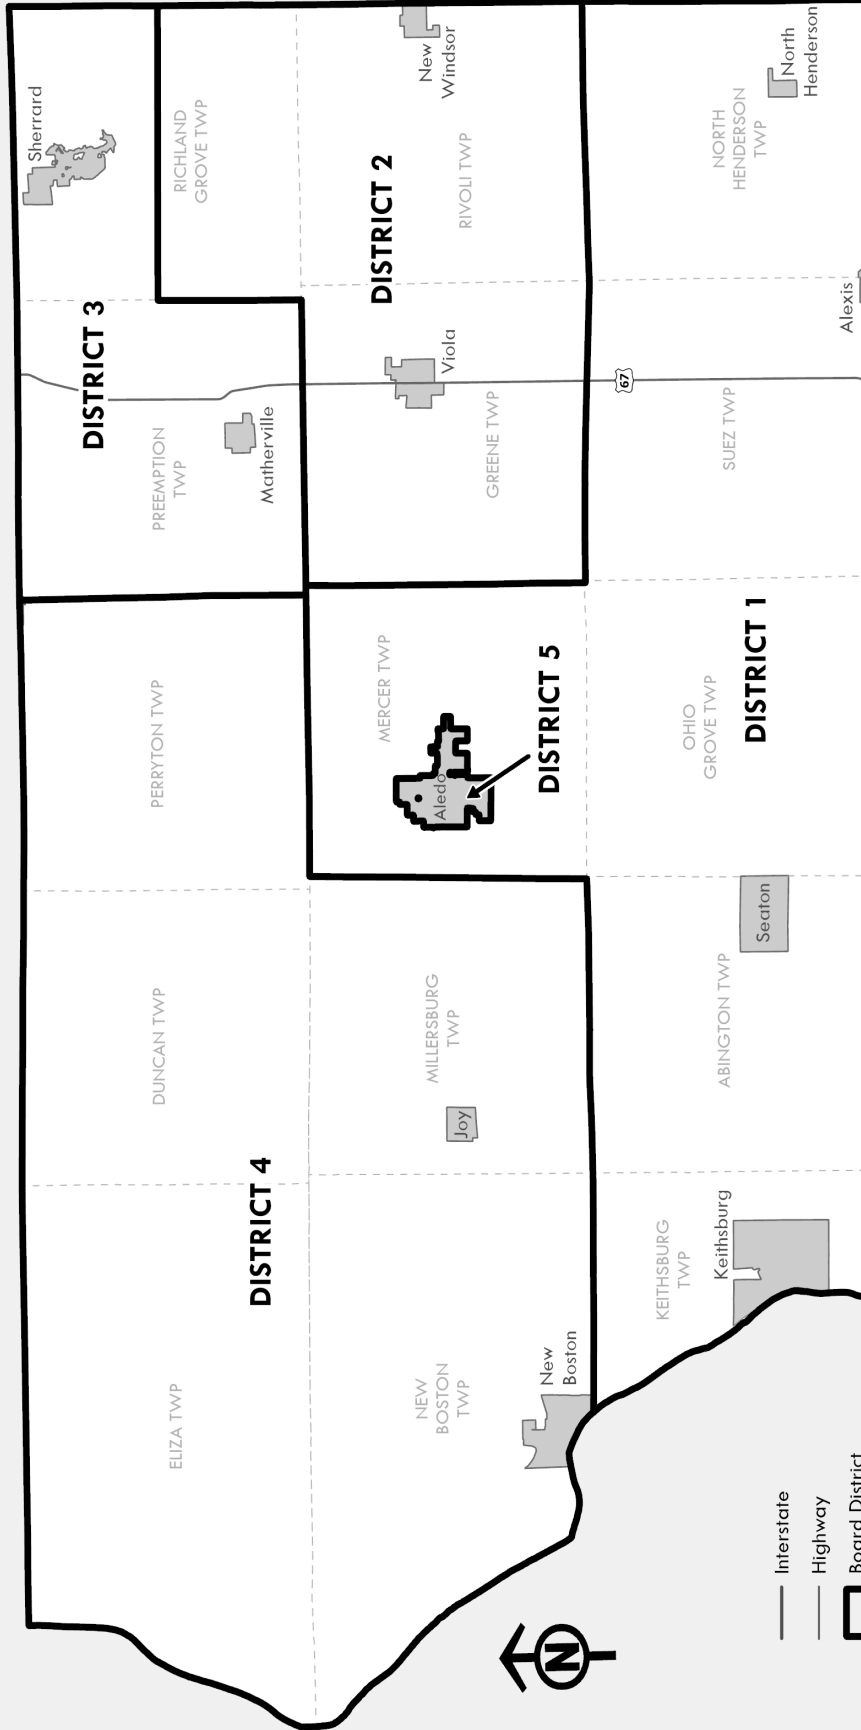 Sherrard
RICHLAND
GROVE TWP
New
Windsor
RIVOLI TWP
North
Henderson
NORTH
HENDERSON
TWP
DISTRICT 2
DISTRICT 3
PREEMPTION
TWP
Matherville
Viola
GREENE TWP
67
SUEZ TWP
Alexis
PERRYTON TWP
MERCER TWP
Aledo
DISTRICT 5
OHIO
GROVE TWP
DISTRICT 1
DUNCAN TWP
MILLERSBURG
TWP
Joy
ABINGTON TWP
Seaton
DISTRICT 4
KEITHSBURG
TWP
Keithsburg
ELIZA TWP
NEW
BOSTON
TWP
New
Boston
N
Interstate
Highway
Board District